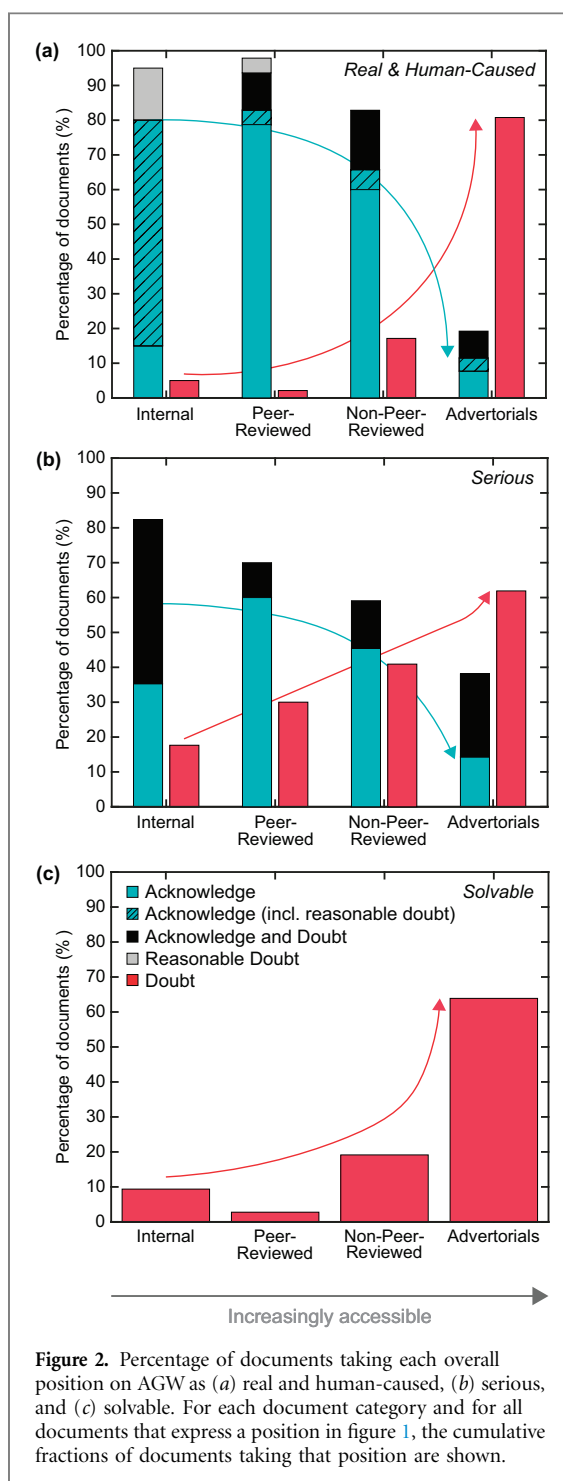 (a)
Real & Human-Caused
100
90
80
70
60
50
40
30
20
10
0
Percentage of documents (%)
Internal
Peer-
Reviewed
Non-Peer-
Reviewed
Advertorials
(b)
Serious
100
90
80
70
60
50
40
30
20
10
0
Percentage of documents (%)
Internal
Peer-
Reviewed
Non-Peer-
Reviewed
Advertorials
(c)
Solvable
100
90
80
70
60
50
40
30
20
10
0
Percentage of documents (%)
Acknowledge
Acknowledge (incl. reasonable doubt)
Acknowledge and Doubt
Reasonable Doubt
Doubt
Internal
Peer-
Reviewed
Non-Peer-
Reviewed
Advertorials
Increasingly accessible
Figure 2. Percentage of documents taking each overall
position on AGW as (a) real and human-caused, (b) serious,
and (c) solvable. For each document category and for all
documents that express a position in figure 1, the cumulative
fractions of documents taking that position are shown.